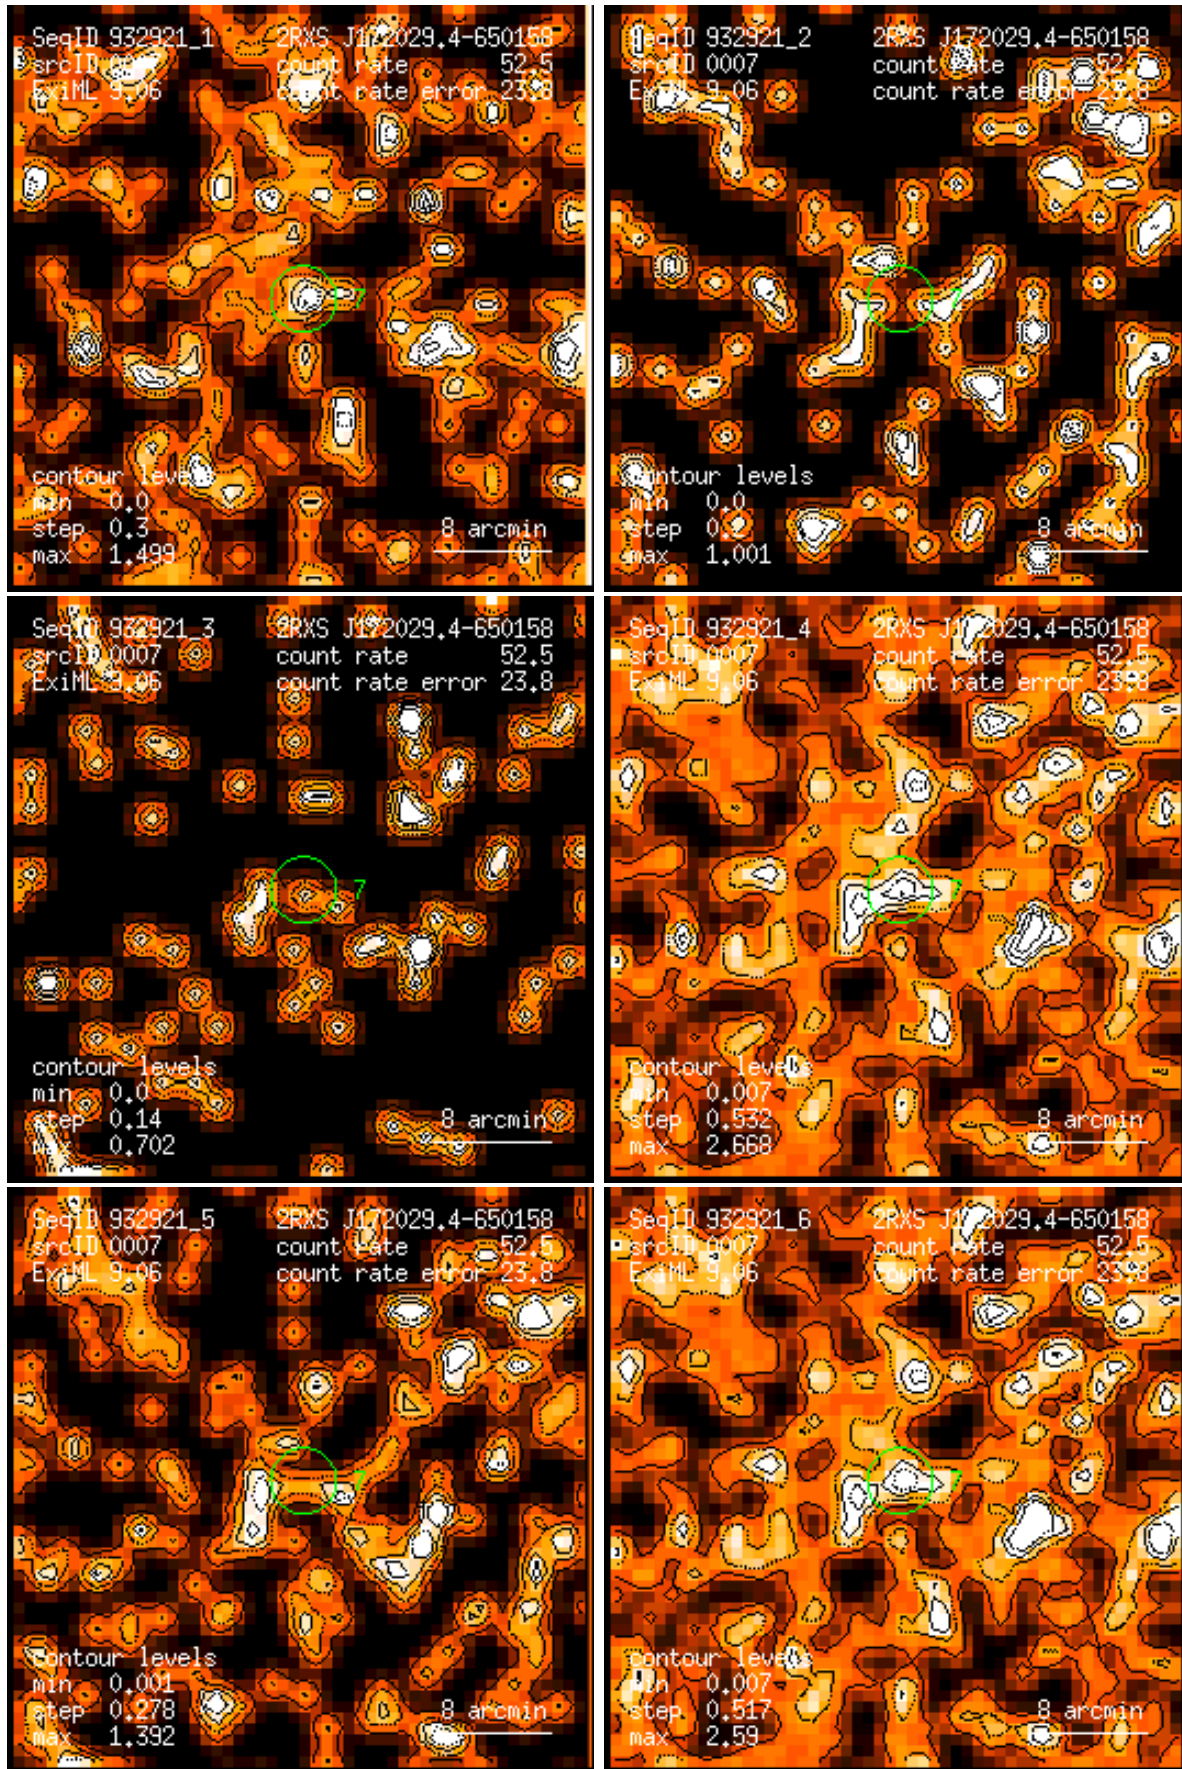 SeqID 932921_1 2RXS J172029.4-650158
srcID 0007 count rate 52.5
ExiML 9.06 count rate error 23.8
7
contour levels
min 0.0
step 0.3 8 arcmin
max 1.499
SeqID 932921_2 2RXS J172029.4-650158
srcID 0007 count rate 52.5
ExiML 9.06 count rate error 23.8
7
contour levels
min 0.0
step 0.2 8 arcmin
max 1.001
SeqID 932921_3 2RXS J172029.4-650158
srcID 0007 count rate 52.5
ExiML 9.06 count rate error 23.8
7
contour levels
min 0.0
step 0.14 8 arcmin
max 0.702
SeqID 932921_4 2RXS J172029.4-650158
srcID 0007 count rate 52.5
ExiML 9.06 count rate error 23.8
7
contour levels
min 0.007
step 0.532 8 arcmin
max 2.668
SeqID 932921_5 2RXS J172029.4-650158
srcID 0007 count rate 52.5
ExiML 9.06 count rate error 23.8
7
contour levels
min 0.001
step 0.278 8 arcmin
max 1.392
SeqID 932921_6 2RXS J172029.4-650158
srcID 0007 count rate 52.5
ExiML 9.06 count rate error 23.8
7
contour levels
min 0.007
step 0.517 8 arcmin
max 2.59